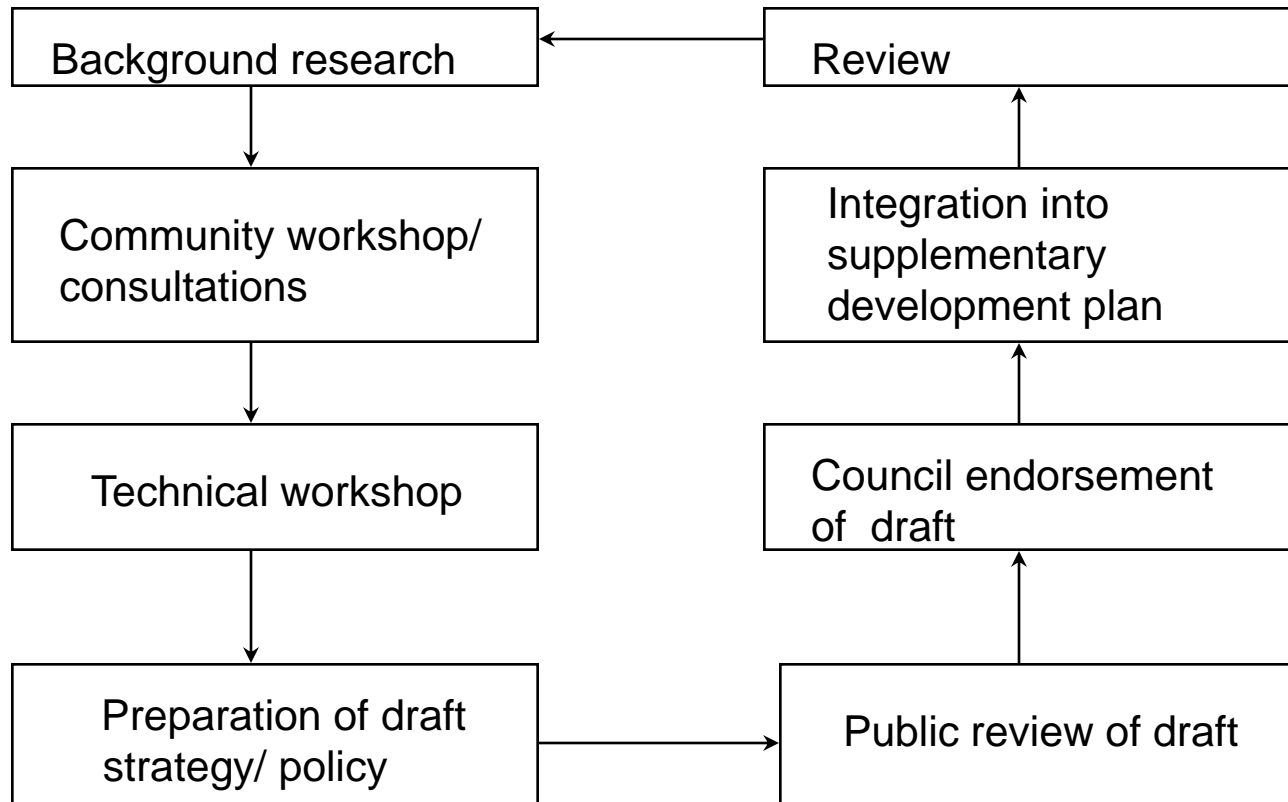 Background research
Community workshop/
consultations
Technical workshop
Preparation of draft
strategy/ policy
Public review of draft
Council endorsement
of  draft
Integration into
supplementary
development plan
Review